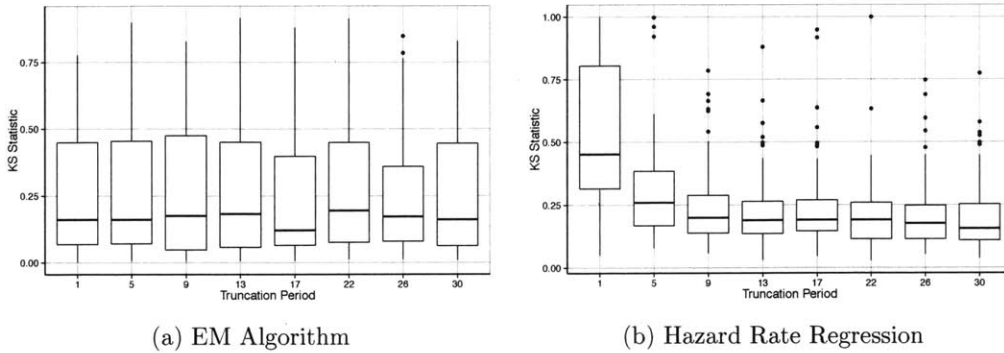 KS Statistic
0.75
0.50
0.25
0.00
1 5 9 13 17 22 26 30
Truncation Period
(a) EM Algorithm
KS Statistic
1.00
0.75
0.50
0.25
0.00
1 5 9 13 17 22 26 30
Truncation Period
(b) Hazard Rate Regression